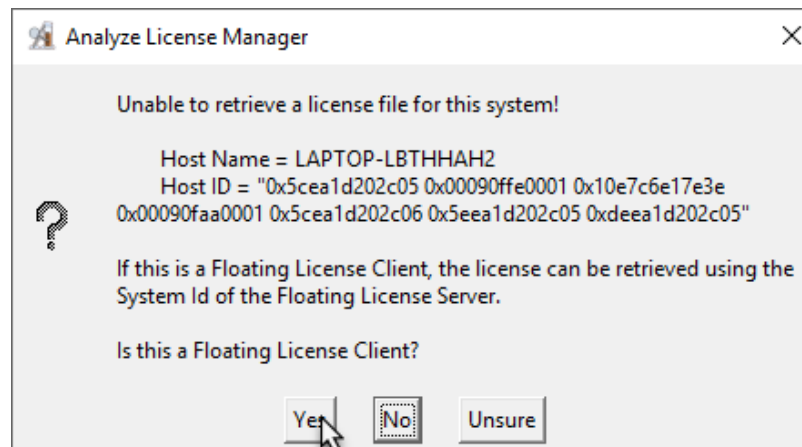 Analyze License Manager
Unable to retrieve a license file for this system!
Host Name = LAPTOP-LBTHHAH2
Host ID = "0x5cea1d202c05 0x00090ffe0001 0x10e7c6e17e3e
0x00090faa0001 0x5cea1d202c06 0x5eea1d202c05 0xdeea1d202c05"
If this is a Floating License Client, the license can be retrieved using the
System Id of the Floating License Server.
Is this a Floating License Client?
Yes No Unsure